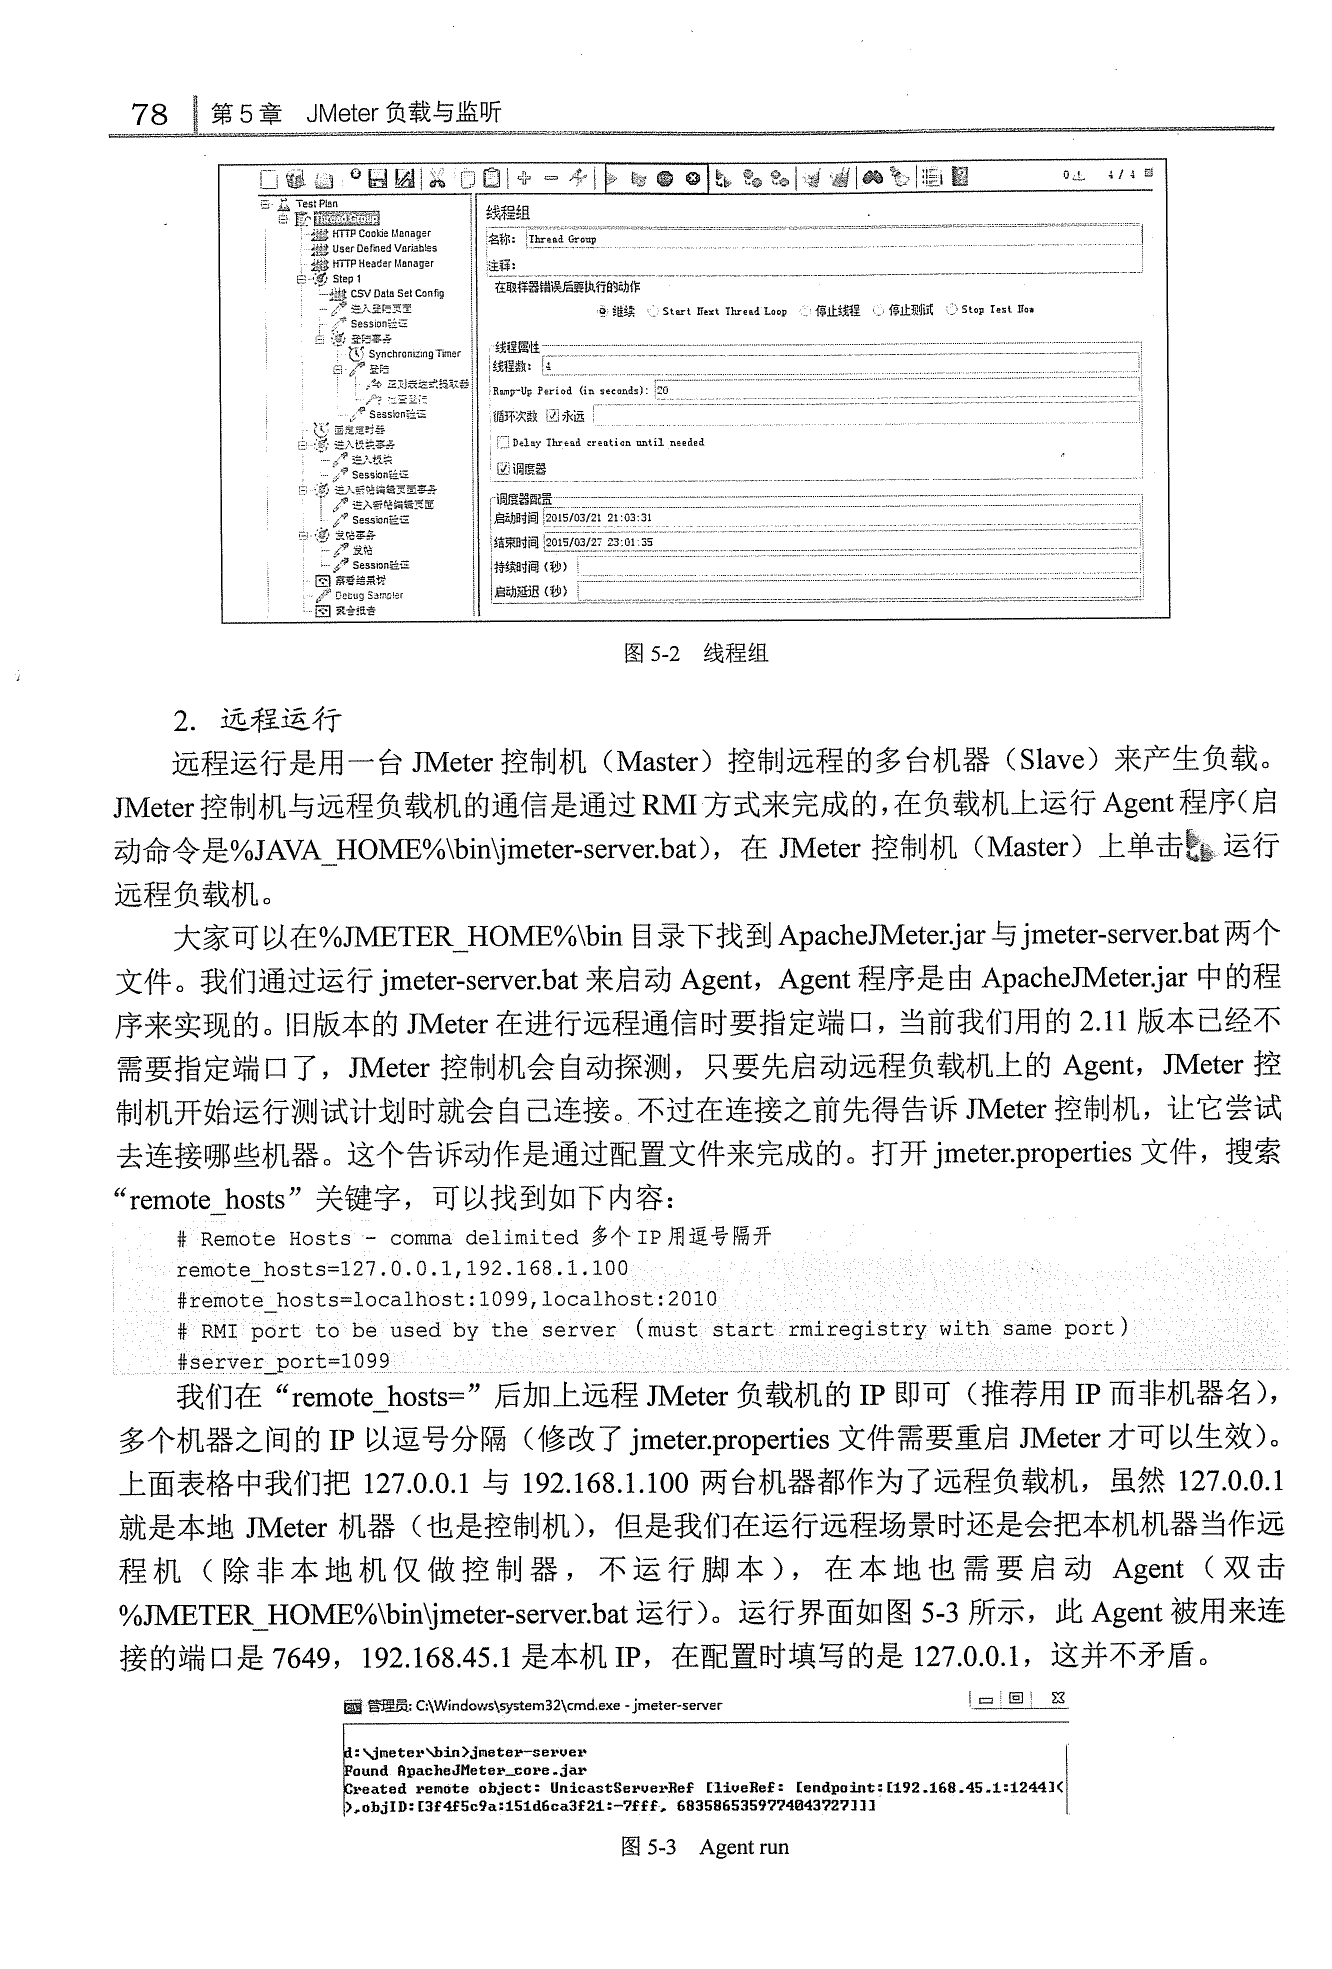 78 第5章 JMeter 负载与监听
0 4 / 4
Test Plan
Thread Group
HTTP Cookie Manager
User Defined Variables
HTTP Header Manager
Step 1
CSV Data Set Config
进入登陆页面
Session验证
登陆事务
Synchronizing Timer
登陆
正则表达式提取器
Session验证
固定定时器
进入板块事务
进入板块
Session验证
进入新帖编辑页面事务
进入新帖编辑页面
Session验证
发帖事务
发帖
Session验证
察看结果树
Debug Sampler
聚合报告
线程组
名称: Thread Group
注释:
在取样器错误后要执行的动作
继续 Start Next Thread Loop 停止线程 停止测试 Stop Test Now
线程属性
线程数: 4
Ramp-Up Period (in seconds): 20
循环次数 永远
Delay Thread creation until needed
调度器
调度器配置
启动时间 2015/03/21 21:03:31
结束时间 2015/03/27 23:01:35
持续时间（秒）
启动延迟（秒）
图 5-2 线程组
2. 远程运行
远程运行是用一台 JMeter 控制机（Master）控制远程的多台机器（Slave）来产生负载。
JMeter 控制机与远程负载机的通信是通过 RMI 方式来完成的，在负载机上运行 Agent 程序（启
动命令是%JAVA_HOME%\bin\jmeter-server.bat），在 JMeter 控制机（Master）上单击 运行
远程负载机。
大家可以在%JMETER_HOME%\bin 目录下找到 ApacheJMeter.jar 与 jmeter-server.bat 两个
文件。我们通过运行 jmeter-server.bat 来启动 Agent，Agent 程序是由 ApacheJMeter.jar 中的程
序来实现的。旧版本的 JMeter 在进行远程通信时要指定端口，当前我们用的 2.11 版本已经不
需要指定端口了，JMeter 控制机会自动探测，只要先启动远程负载机上的 Agent，JMeter 控
制机开始运行测试计划时就会自己连接。不过在连接之前先得告诉 JMeter 控制机，让它尝试
去连接哪些机器。这个告诉动作是通过配置文件来完成的。打开 jmeter.properties 文件，搜索
“remote_hosts”关键字，可以找到如下内容：
# Remote Hosts - comma delimited 多个 IP 用逗号隔开
remote_hosts=127.0.0.1,192.168.1.100
#remote_hosts=localhost:1099,localhost:2010
# RMI port to be used by the server (must start rmiregistry with same port)
#server_port=1099
我们在“remote_hosts=”后加上远程 JMeter 负载机的 IP 即可（推荐用 IP 而非机器名），
多个机器之间的 IP 以逗号分隔（修改了 jmeter.properties 文件需要重启 JMeter 才可以生效）。
上面表格中我们把 127.0.0.1 与 192.168.1.100 两台机器都作为了远程负载机，虽然 127.0.0.1
就是本地 JMeter 机器（也是控制机），但是我们在运行远程场景时还是会把本机机器当作远
程机（除非本地机仅做控制器，不运行脚本），在本地也需要启动 Agent（双击
%JMETER_HOME%\bin\jmeter-server.bat 运行）。运行界面如图 5-3 所示，此 Agent 被用来连
接的端口是 7649，192.168.45.1 是本机 IP，在配置时填写的是 127.0.0.1，这并不矛盾。
管理员: C:\Windows\system32\cmd.exe - jmeter-server
d:\jmeter\bin>jmeter-server
Found ApacheJMeter_core.jar
Created remote object: UnicastServerRef [liveRef: [endpoint:[192.168.45.1:1244](
),objID:[3f4f5c9a:151d6ca3f21:-7fff, 6835865359774043727]]]
图 5-3 Agent run